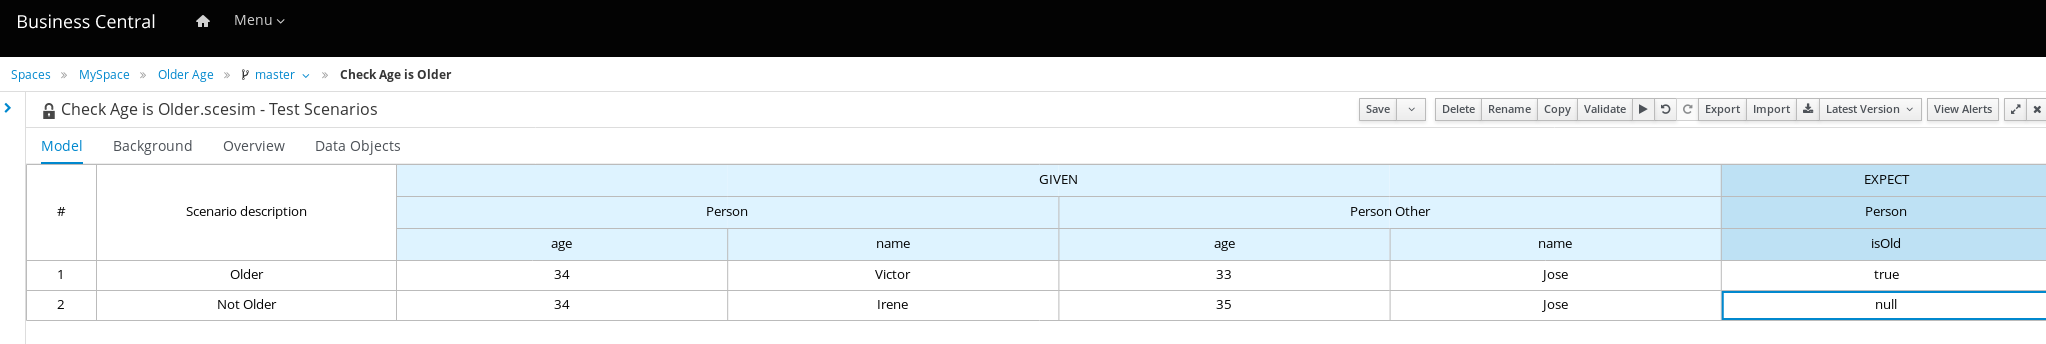 Business Central Menu
Spaces » MySpace » Older Age » master » Check Age is Older
Check Age is Older.scesim - Test Scenarios Save Delete Rename Copy Validate Export Import Latest Version View Alerts
Model Background Overview Data Objects
# Scenario description GIVEN EXPECT
Person Person Other Person
age name age name isOld
1 Older 34 Victor 33 Jose true
2 Not Older 34 Irene 35 Jose null